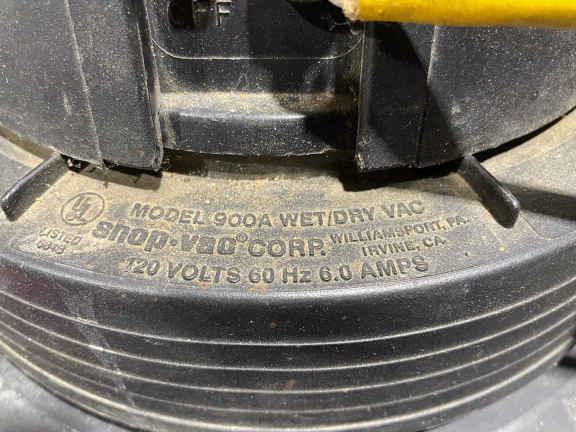 OFF
UL
LISTED
MODEL 900A WET/DRY VAC
shop·vac® CORP. WILLIAMSPORT, PA.
IRVINE, CA.
120 VOLTS 60 Hz 6.0 AMPS